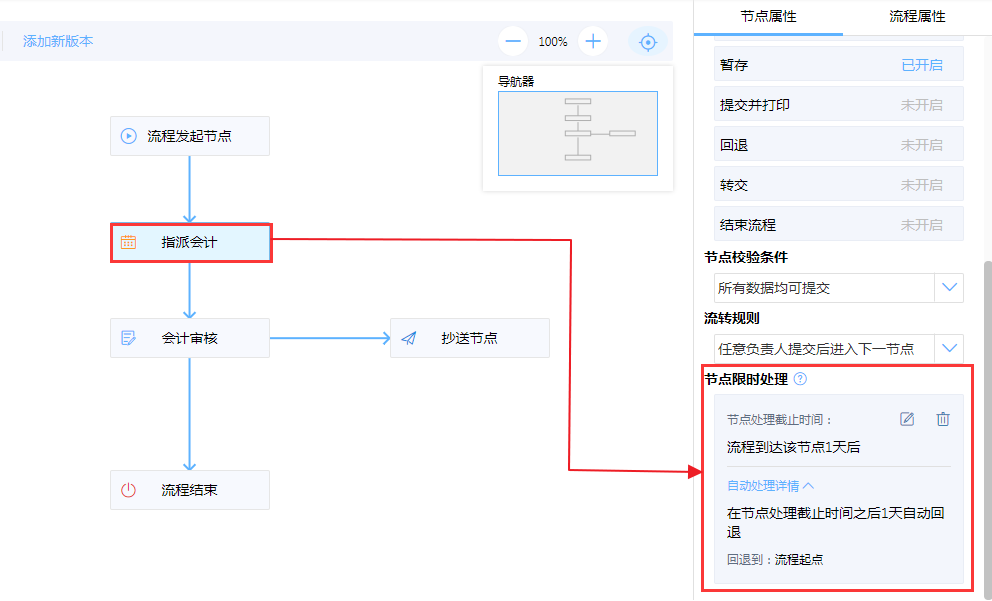 节点属性 流程属性
添加新版本 100%
导航器
流程发起节点
指派会计
会计审核 抄送节点
流程结束
暂存 已开启
提交并打印 未开启
回退 未开启
转交 未开启
结束流程 未开启
节点校验条件
所有数据均可提交
流转规则
任意负责人提交后进入下一节点
节点限时处理 ?
节点处理截止时间：
流程到达该节点1天后
自动处理详情
在节点处理截止时间之后1天自动回
退
回退到：流程起点